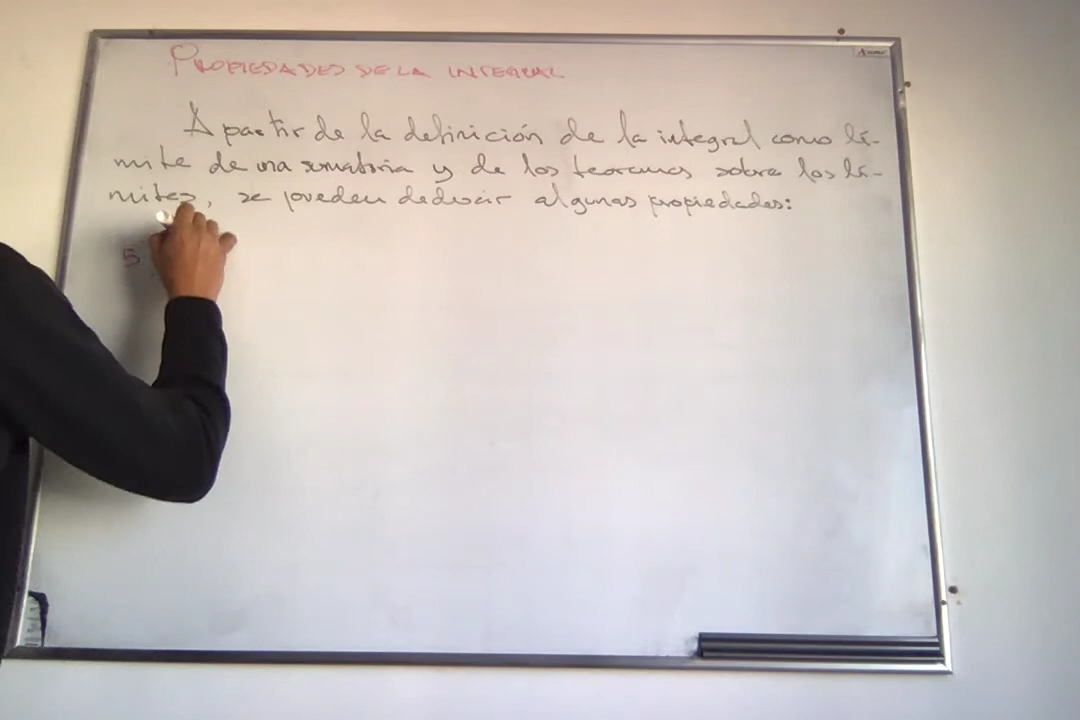 PROPIEDADES DE LA INTEGRAL
A partir de la definición de la integral como lí-
mite de una sumatoria y de los teoremas sobre los lí-
mites, se pueden deducir algunas propiedades:
5